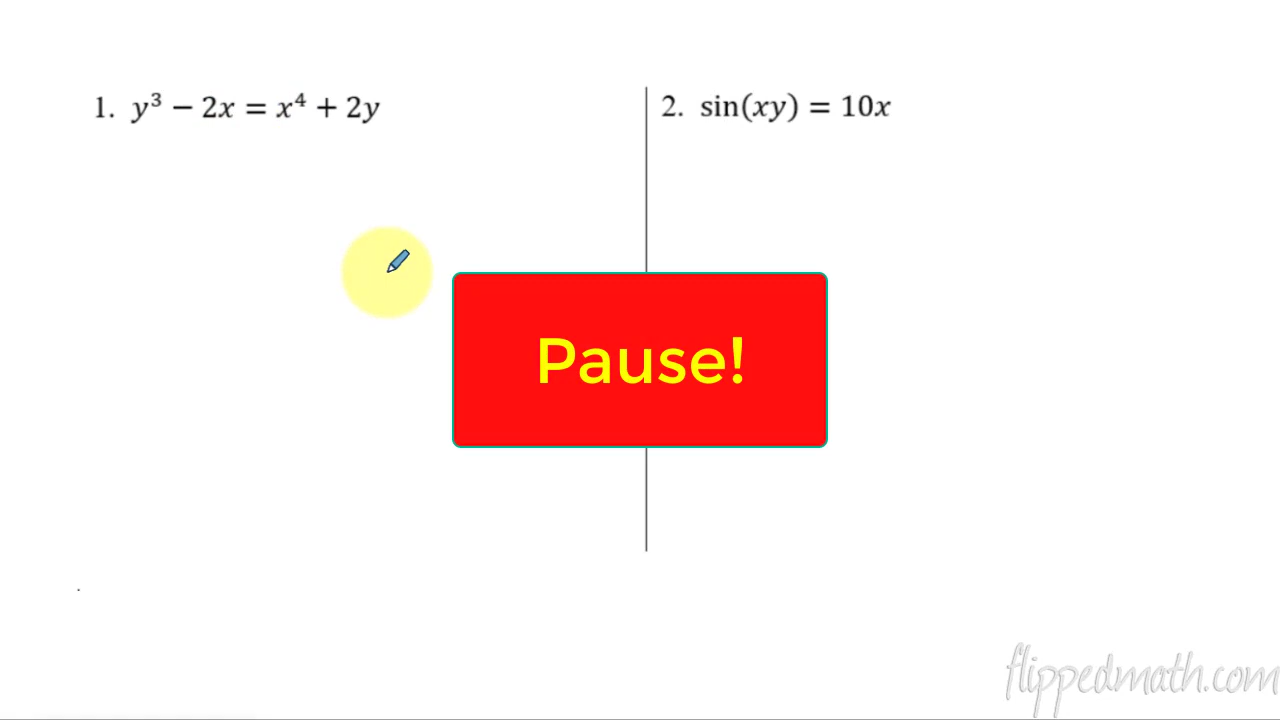 1. y³ − 2x = x⁴ + 2y
2. sin(xy) = 10x
Pause!
flippedmath.com